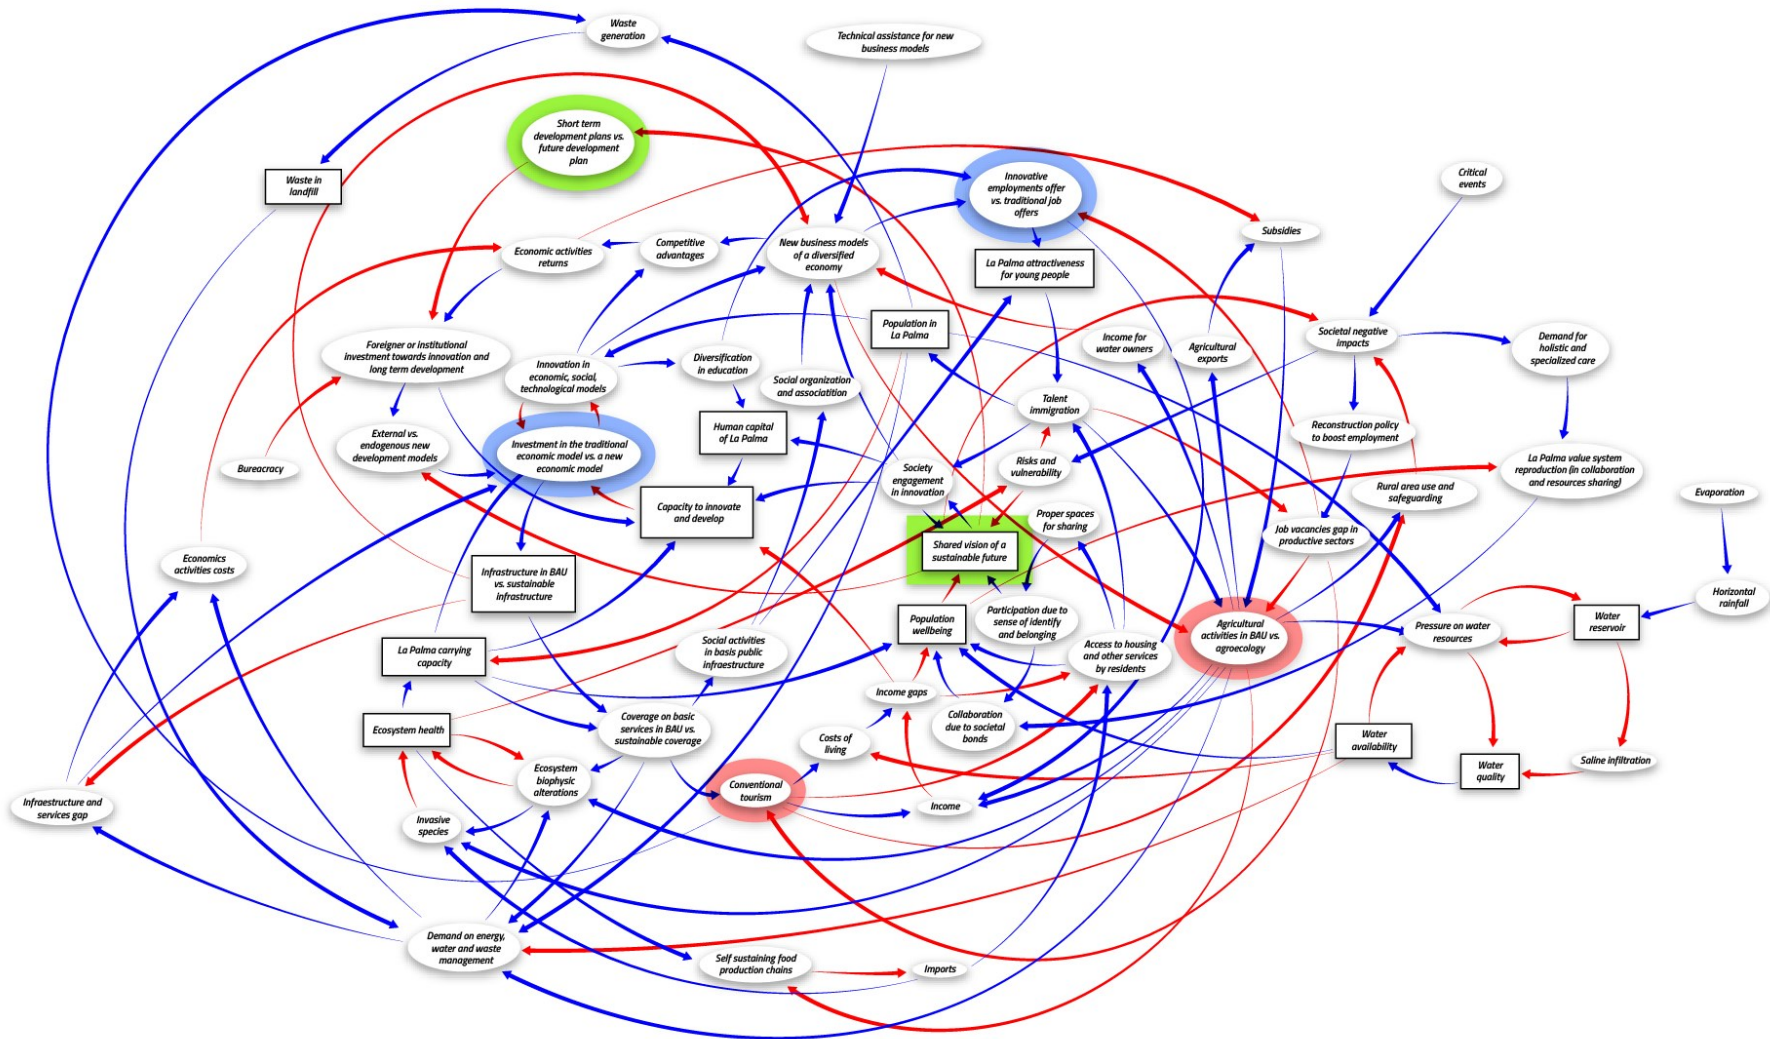 Waste
generation
Technical assistance for new
business models
Short term
development plans vs.
future development
plan
Waste in
landfill
Innovative
employments offer
vs. traditional job
offers
Critical
events
Subsidies
Economic activities
returns
Competitive
advantages
New business models
of a diversified
economy
La Palma attractiveness
for young people
Population in
La Palma
Income for
water owners
Agricultural
exports
Societal negative
impacts
Demand for
holistic and
specialized care
Foreigner or institutional
investment towards innovation and
long term development
Innovation in
economic, social,
technological models
Diversification
in education
Social organization
and associatition
Talent
immigration
Reconstruction policy
to boost employment
External vs.
endogenous new
development models
Bureacracy
Investment in the traditional
economic model vs. a new
economic model
Human capital
of La Palma
Society
engagement
in innovation
Risks and
vulnerability
La Palma value system
reproduction (in collaboration
and resources sharing)
Rural area use and
safeguarding
Evaporation
Capacity to innovate
and develop
Proper spaces
for sharing
Job vacancies gap in
productive sectors
Shared vision of a
sustainable future
Economics
activities costs
Infrastructure in BAU
vs. sustainable
infrastructure
Horizontal
rainfall
Population
wellbeing
Participation due to
sense of identify
and belonging
Agricultural
activities in BAU vs.
agroecology
Pressure on water
resources
Water
reservoir
La Palma carrying
capacity
Social activities
in basis public
infraestructure
Access to housing
and other services
by residents
Income gaps
Ecosystem health
Coverage on basic
services in BAU vs.
sustainable coverage
Costs of
living
Collaboration
due to societal
bonds
Water
availability
Saline infiltration
Water
quality
Ecosystem
biophysic
alterations
Conventional
tourism
Income
Infraestructure and
services gap
Invasive
species
Demand on energy,
water and waste
management
Self sustaining food
production chains
Imports